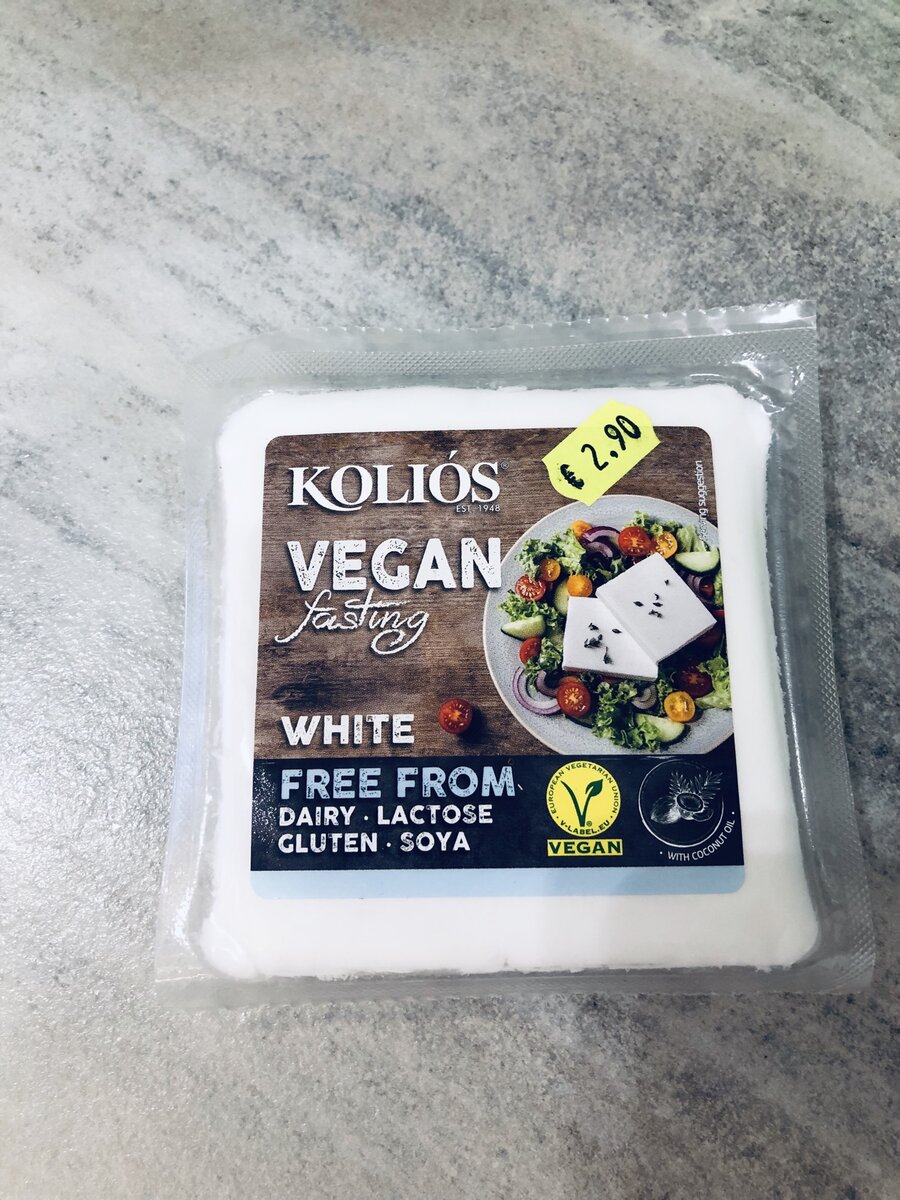 € 2.90
KOLIÓS®
EST 1948
VEGAN
fasting
WHITE
FREE FROM
DAIRY · LACTOSE
GLUTEN · SOYA
EUROPEAN VEGETARIAN UNION
V-LABEL.EU
VEGAN
· WITH COCONUT OIL ·
suggestion